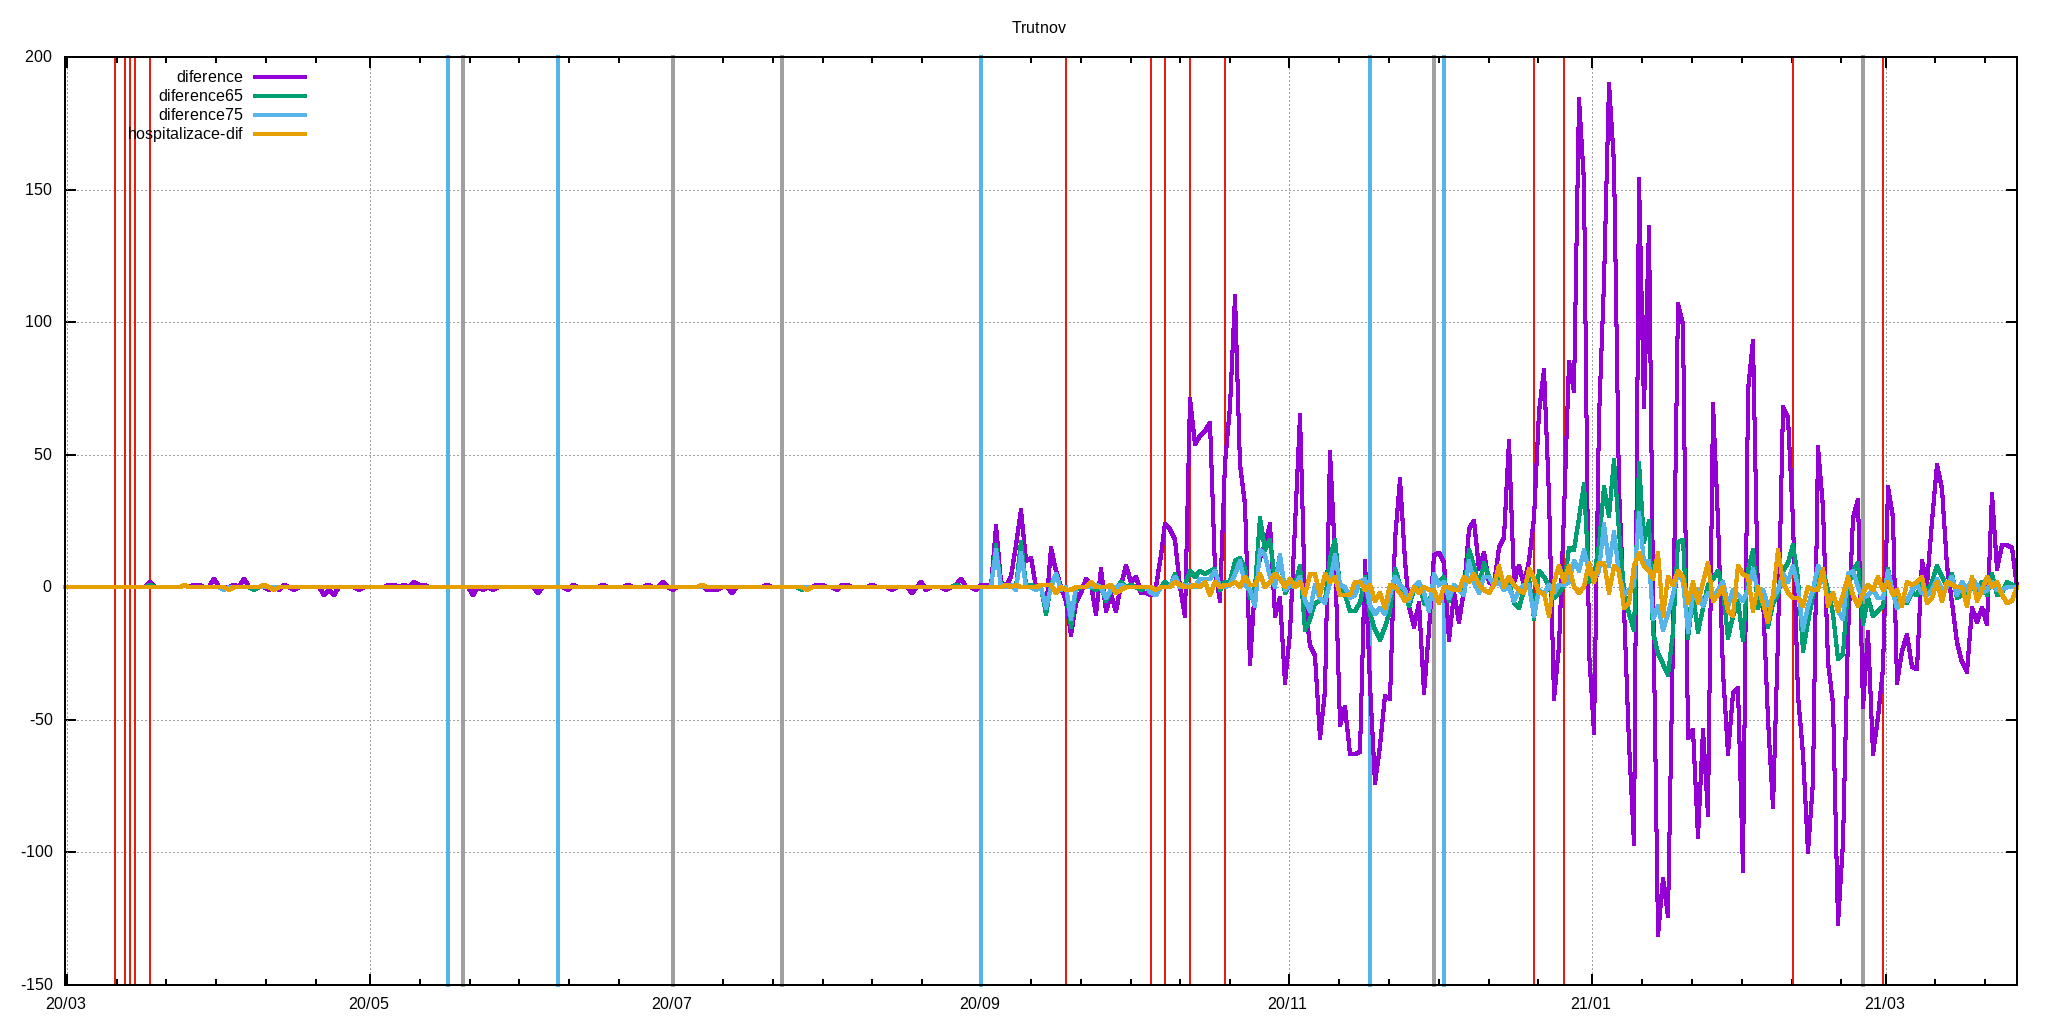 Trutnov
200
diference
diference65
diference75
hospitalizace-dif
150
100
50
0
-50
-100
-150
20/03 20/05 20/07 20/09 20/11 21/01 21/03